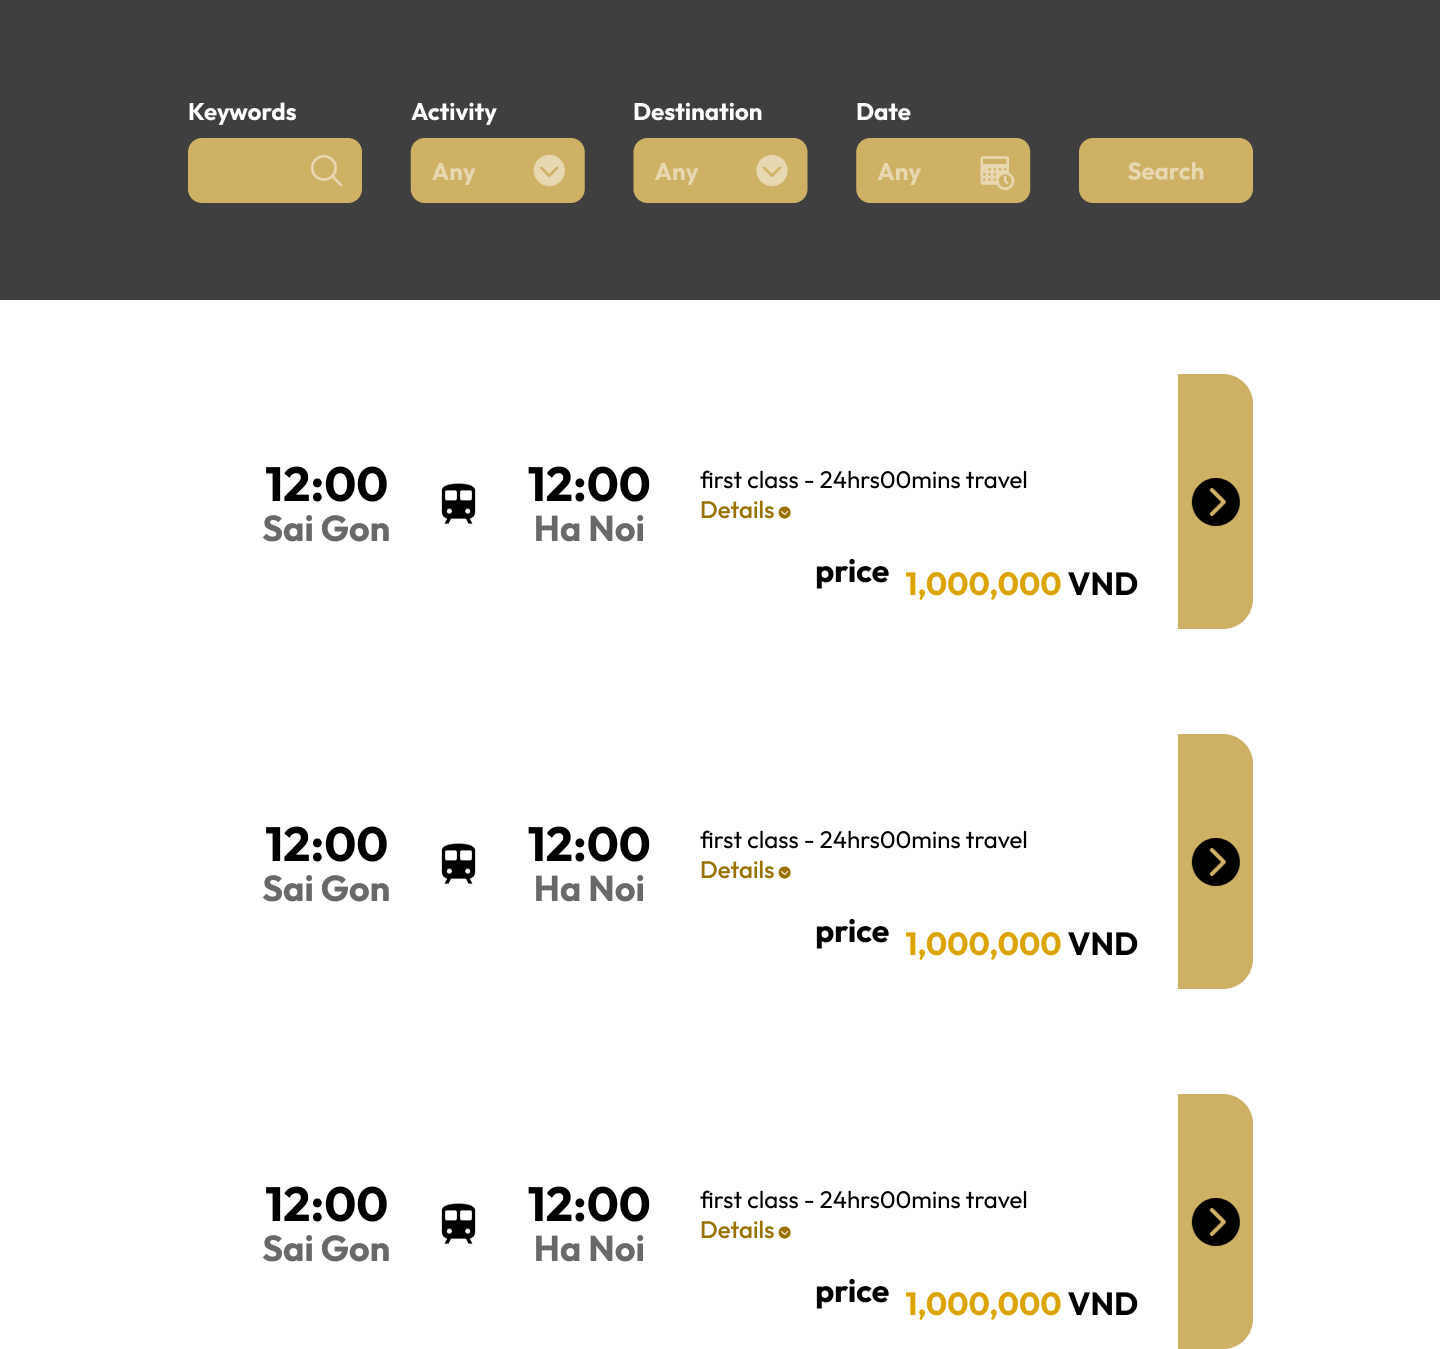 Keywords Activity Destination Date
Any Any Any Search
12:00 12:00 first class - 24hrs00mins travel
Sai Gon Ha Noi Details
price 1,000,000 VND
12:00 12:00 first class - 24hrs00mins travel
Sai Gon Ha Noi Details
price 1,000,000 VND
12:00 12:00 first class - 24hrs00mins travel
Sai Gon Ha Noi Details
price 1,000,000 VND